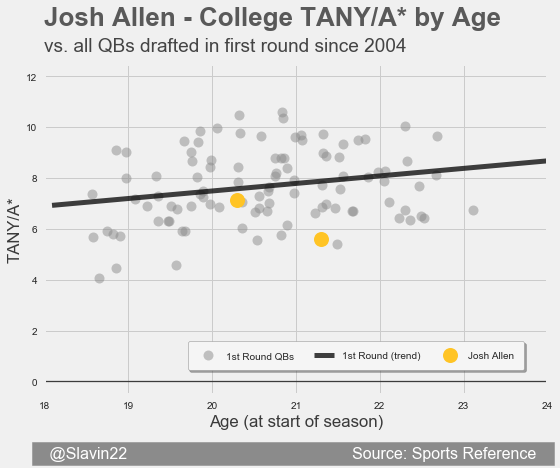 Josh Allen - College TANY/A* by Age
vs. all QBs drafted in first round since 2004
12
10
8
6
4
2
0
TANY/A*
1st Round QBs
1st Round (trend)
Josh Allen
18
19
20
21
22
23
24
Age (at start of season)
@Slavin22
Source: Sports Reference